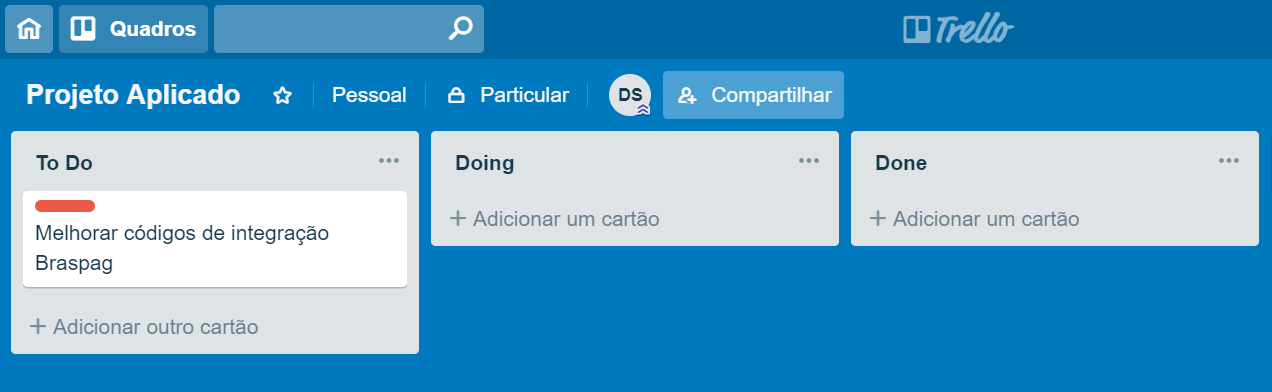 Quadros
Trello
Projeto Aplicado
Pessoal
Particular
DS
Compartilhar
To Do
Melhorar códigos de integração
Braspag
+ Adicionar outro cartão
Doing
+ Adicionar um cartão
Done
+ Adicionar um cartão